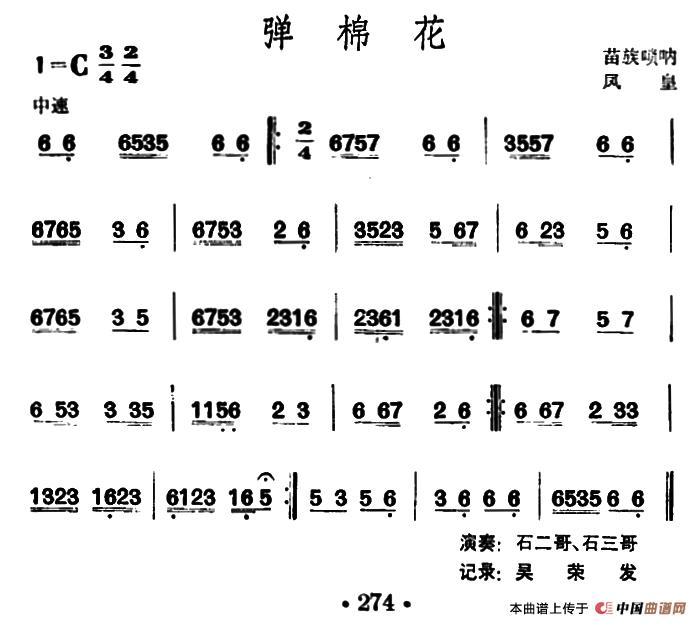 弹棉花
1=C 3/4 2/4
苗族唢呐
凤凰
中速
6 6 6535 6 6 ‖: 2/4 6757 6 6 | 3557 6 6 |
6765 3 6 | 6753 2 6 | 3523 5 67 | 6 23 5 6 |
6765 3 5 | 6753 2316 | 2361 2316 :‖: 6 7 5 7 |
6 53 3 35 | 1156 2 3 | 6 67 2 6 :‖: 6 67 2 33 |
1323 1623 | 6123 16 5 :‖ 5 3 5 6 | 3 6 6 6 | 6535 6 6 ‖
演奏: 石二哥、石三哥
记录: 吴荣发
· 274 ·
本曲谱上传于 中国曲谱网